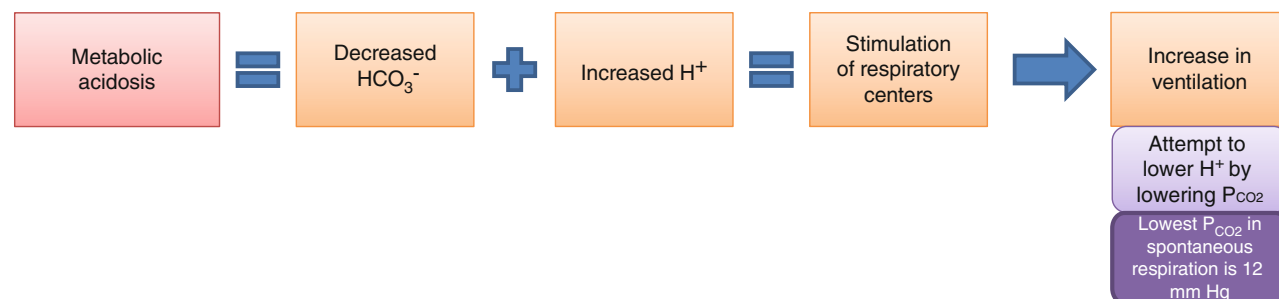 Metabolic
acidosis
Decreased
HCO₃⁻
Increased H⁺
Stimulation
of respiratory
centers
Increase in
ventilation
Attempt to
lower H⁺ by
lowering PCO2
Lowest P_CO2 in
spontaneous
respiration is 12
mm Hg